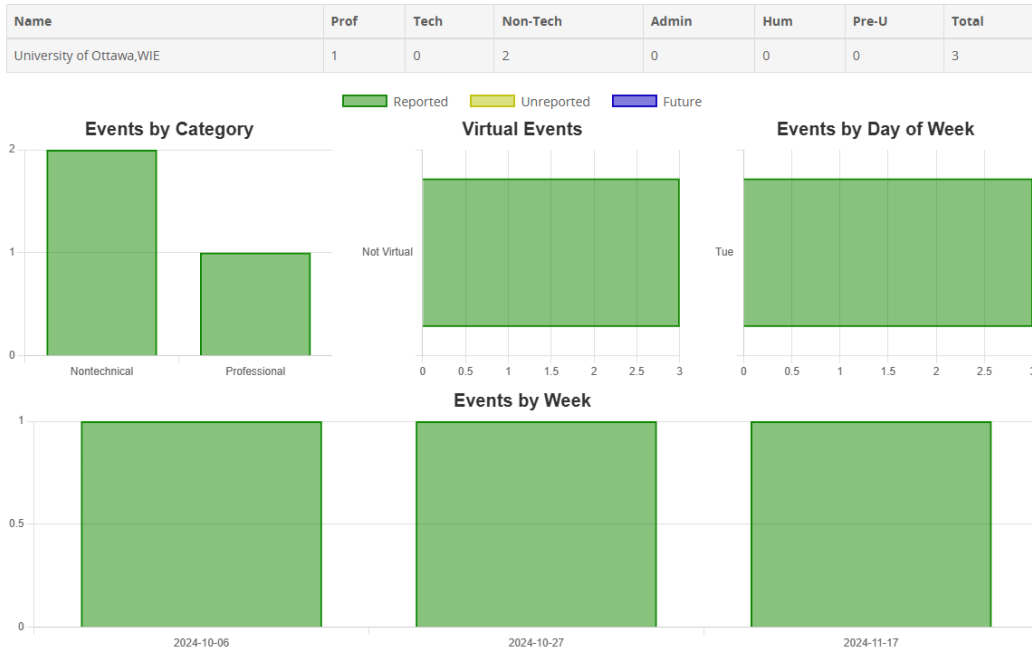 Name Prof Tech Non-Tech Admin Hum Pre-U Total
University of Ottawa,WIE 1 0 2 0 0 0 3
Reported Unreported Future
Events by Category
2
1
0
Nontechnical Professional
Virtual Events
Not Virtual
0 0.5 1 1.5 2 2.5 3
Events by Day of Week
Tue
0 0.5 1 1.5 2 2.5 3
Events by Week
1
0.5
0
2024-10-06 2024-10-27 2024-11-17